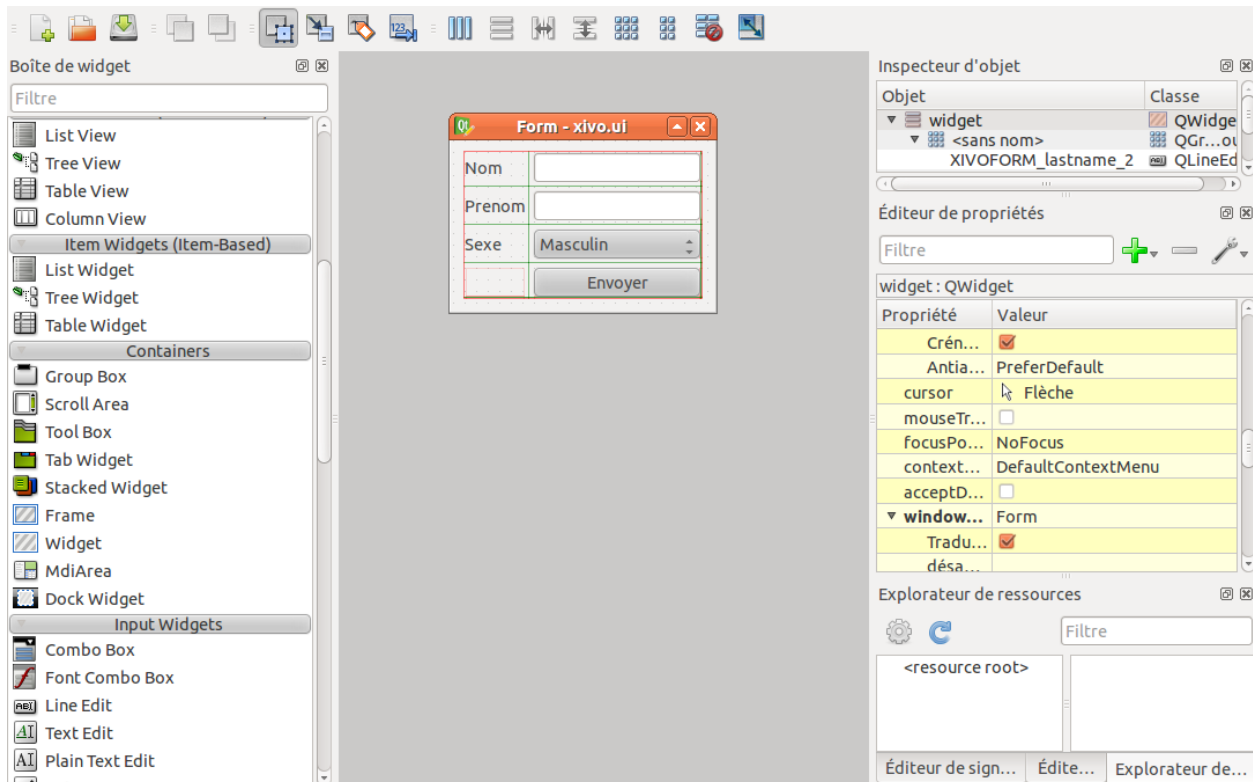 123
Boîte de widget
Filtre
List View
Tree View
Table View
Column View
Item Widgets (Item-Based)
List Widget
Tree Widget
Table Widget
Containers
Group Box
Scroll Area
Tool Box
Tab Widget
Stacked Widget
Frame
Widget
MdiArea
Dock Widget
Input Widgets
Combo Box
Font Combo Box
Line Edit
Text Edit
Plain Text Edit
Form - xivo.ui
Nom
Prenom
Sexe Masculin
Envoyer
Inspecteur d'objet
Objet Classe
widget QWidge
<sans nom> QGr...ou
XIVOFORM_lastname_2 QLineEd
Éditeur de propriétés
Filtre
widget : QWidget
Propriété Valeur
Crén...
Antia... PreferDefault
cursor Flèche
mouseTr...
focusPo... NoFocus
context... DefaultContextMenu
acceptD...
window... Form
Tradu...
désa...
Explorateur de ressources
Filtre
<resource root>
Éditeur de sign... Édite... Explorateur de...